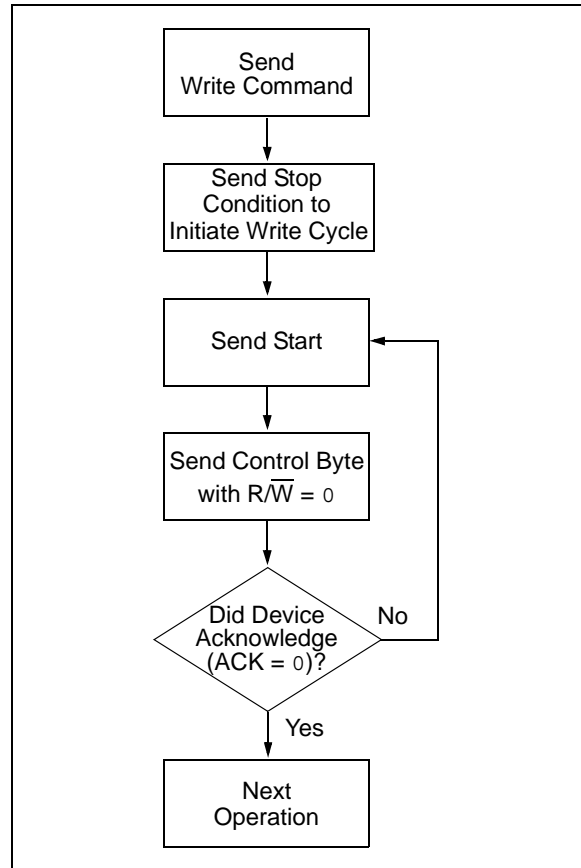 Send
Write Command
Send Stop
Condition to
Initiate Write Cycle
Send Start
Send Control Byte
with R/W̅ = 0
Did Device
Acknowledge
(ACK = 0)?
No
Yes
Next
Operation